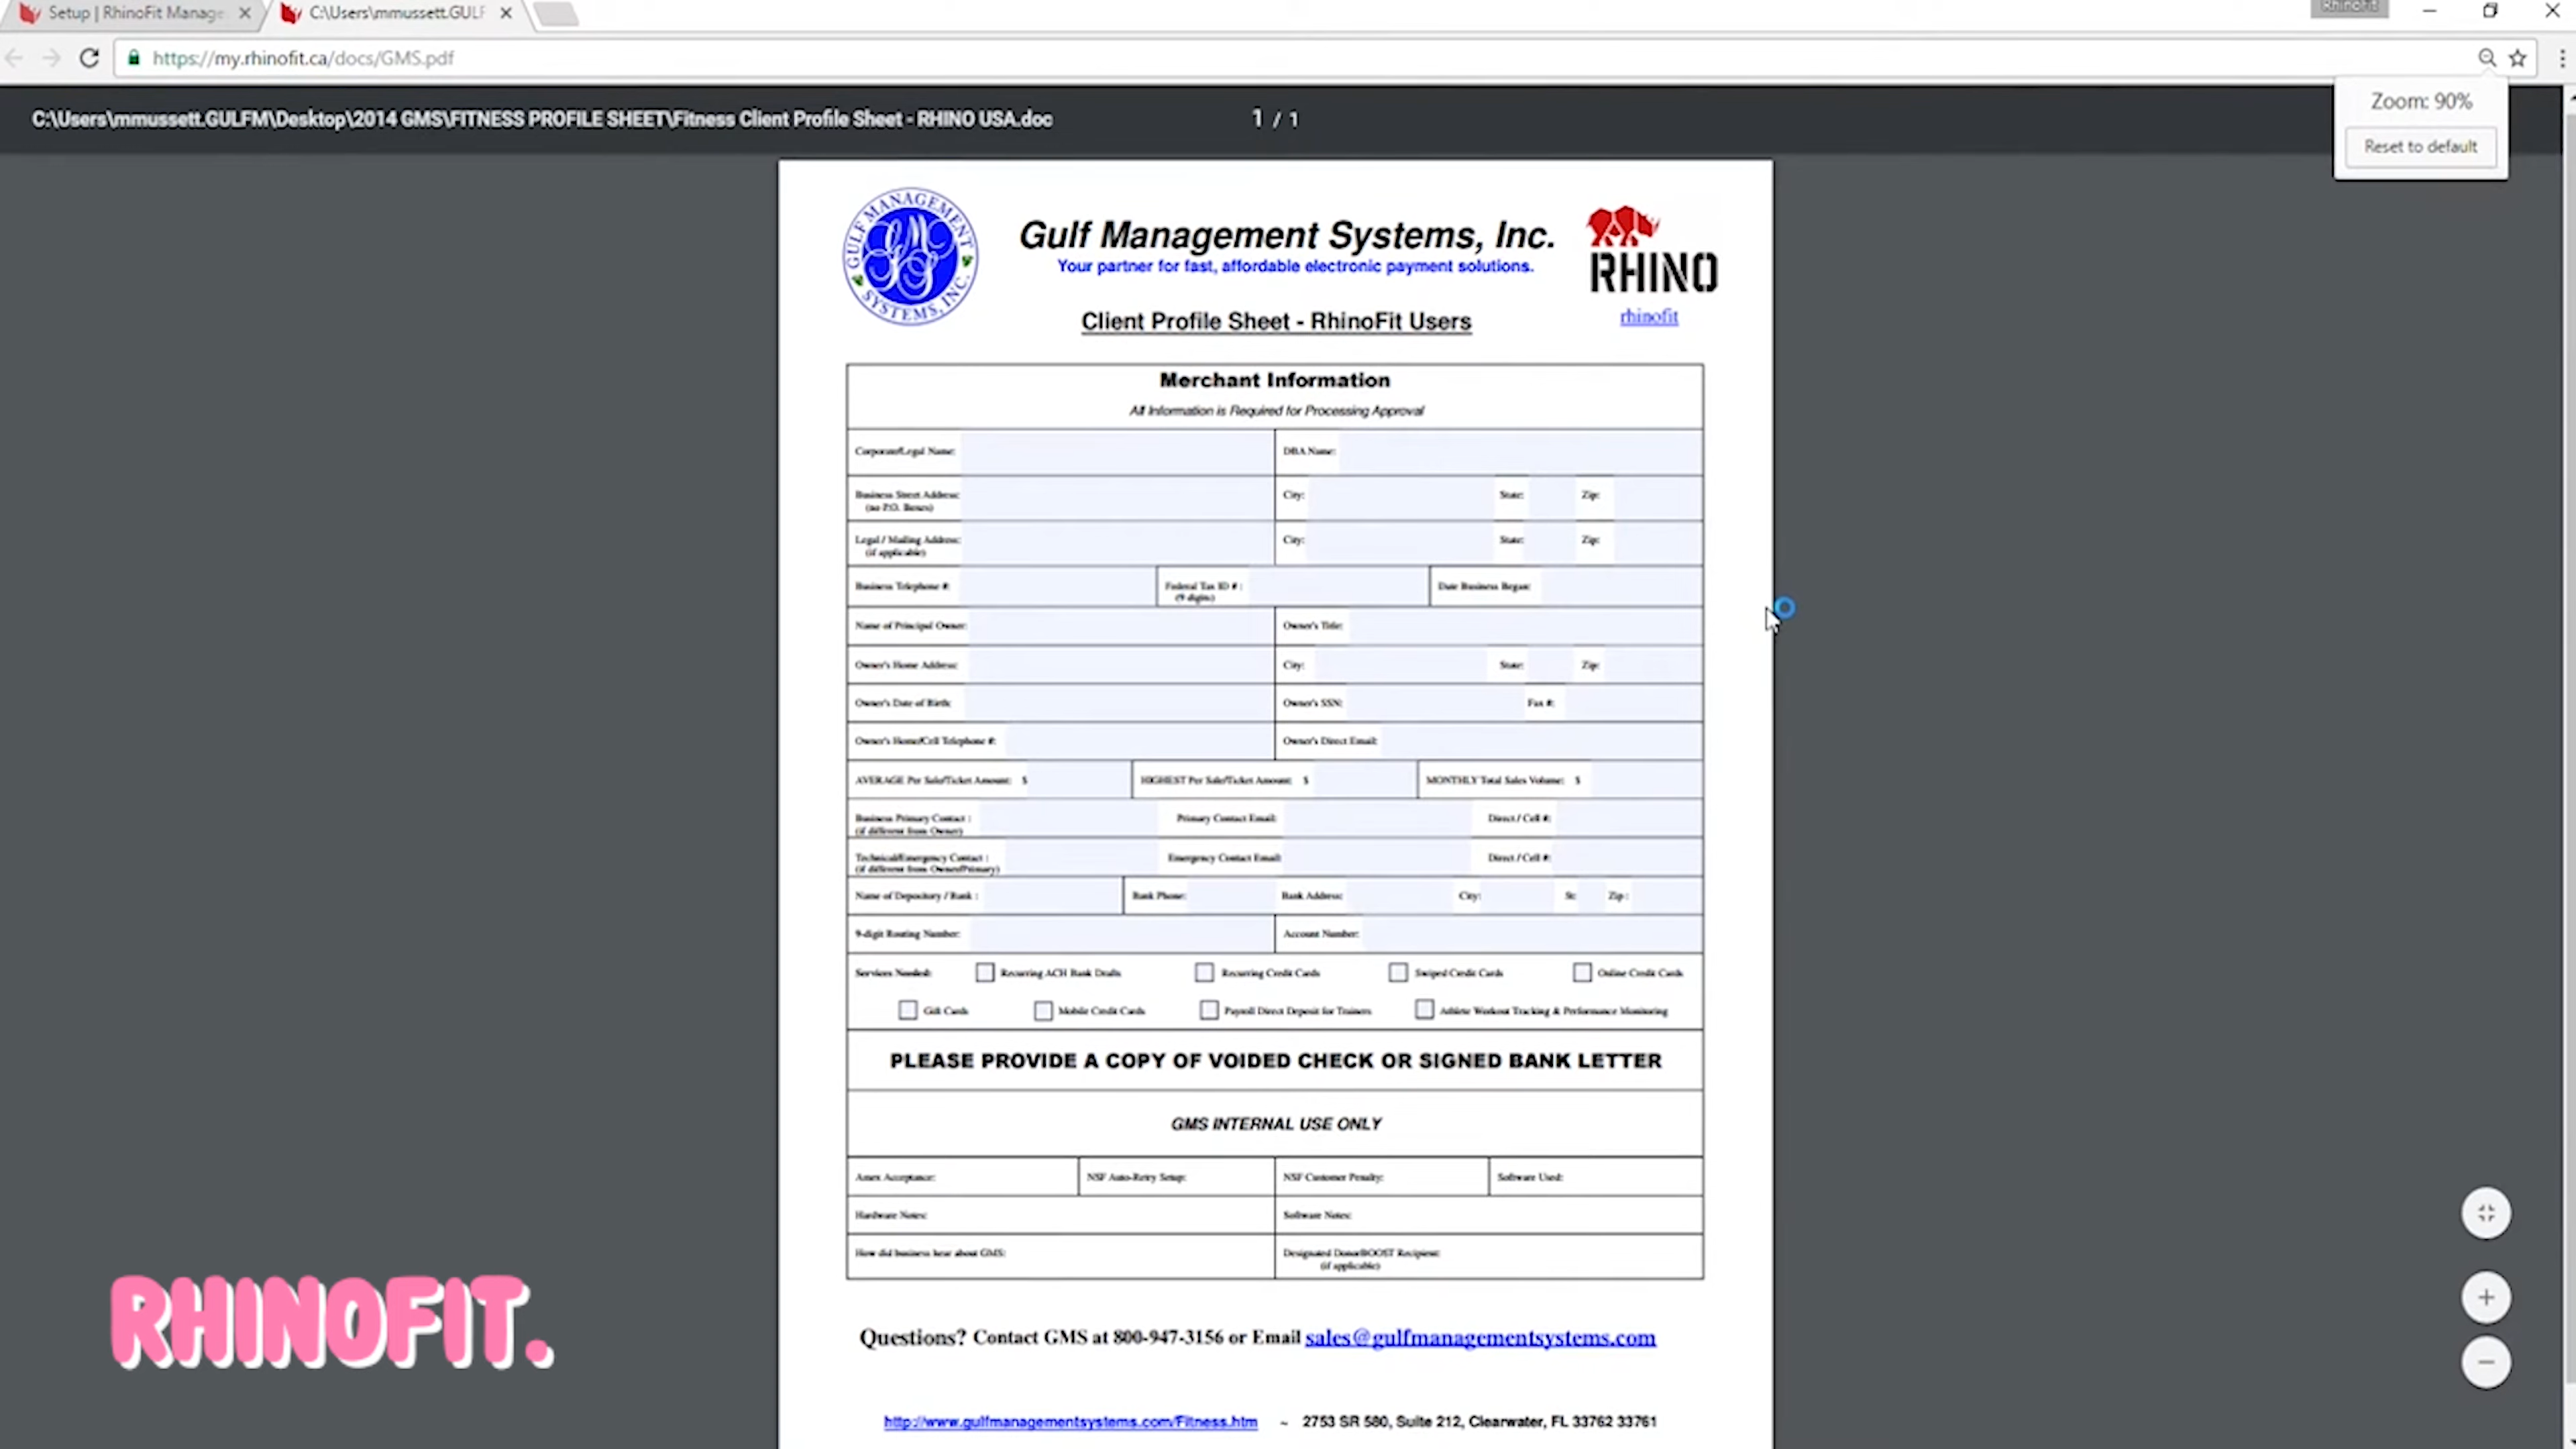 Setup | RhinoFit Manage
C:\Users\mmussett.GULF
RhinoFit
https://my.rhinofit.ca/docs/GMS.pdf
Zoom: 90%
Reset to default
C:\Users\mmussett.GULFM\Desktop\2014 GMS\FITNESS PROFILE SHEET\Fitness Client Profile Sheet - RHINO USA.doc
1 / 1
GULF MANAGEMENT SYSTEMS, INC.
Gulf Management Systems, Inc.
Your partner for fast, affordable electronic payment solutions.
RHINO
rhinofit
Client Profile Sheet - RhinoFit Users
Merchant Information
All Information is Required for Processing Approval
Corporate/Legal Name: DBA Name:
Business Street Address: City: State: Zip:
(no P.O. Boxes)
Legal / Mailing Address: City: State: Zip:
(if applicable)
Business Telephone #: Federal Tax ID # : Date Business Began:
(9 digits)
Name of Principal Owner: Owner's Title:
Owner's Home Address: City: State: Zip:
Owner's Date of Birth: Owner's SSN: Fax #:
Owner's Home/Cell Telephone #: Owner's Direct Email:
AVERAGE Per Sale/Ticket Amount: $ HIGHEST Per Sale/Ticket Amount: $ MONTHLY Total Sales Volume: $
Business Primary Contact : Primary Contact Email: Direct / Cell #:
(if different from Owner)
Technical/Emergency Contact : Emergency Contact Email: Direct / Cell #:
(if different from Owner/Primary)
Name of Depository / Bank : Bank Phone: Bank Address: City: St: Zip :
9-digit Routing Number: Account Number:
Services Needed: Recurring ACH Bank Drafts Recurring Credit Cards Swiped Credit Cards Online Credit Cards
Gift Cards Mobile Credit Cards Payroll Direct Deposit for Trainers Athlete Workout Tracking & Performance Monitoring
PLEASE PROVIDE A COPY OF VOIDED CHECK OR SIGNED BANK LETTER
GMS INTERNAL USE ONLY
Amex Acceptance: NSF Auto-Retry Setup: NSF Customer Penalty: Software Used:
Hardware Notes: Software Notes:
How did business hear about GMS: Designated DonorBOOST Recipient:
(if applicable)
Questions? Contact GMS at 800-947-3156 or Email sales@gulfmanagementsystems.com
http://www.gulfmanagementsystems.com/Fitness.htm ~ 2753 SR 580, Suite 212, Clearwater, FL 33762 33761
RHINOFIT.